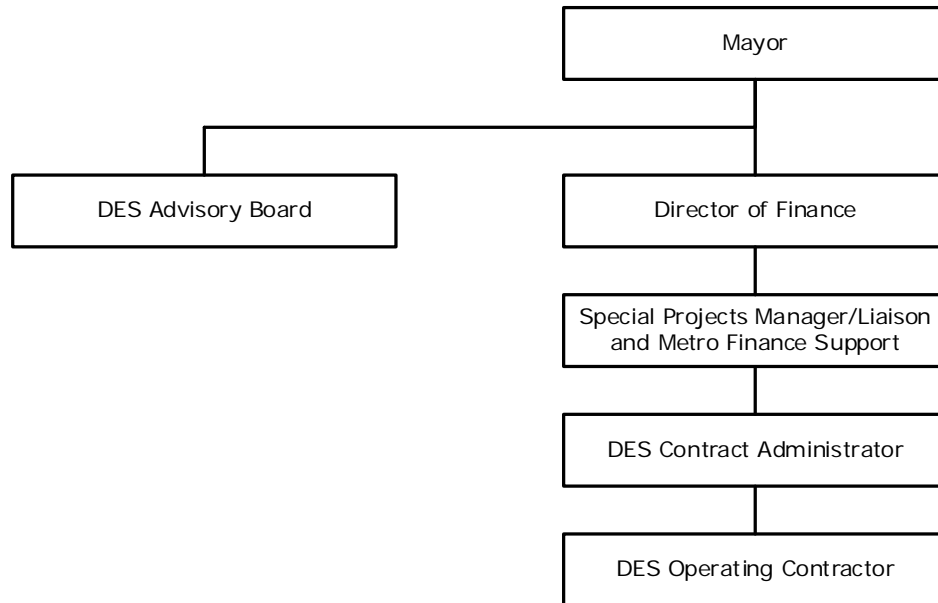 Mayor
DES Advisory Board
Director of Finance
Special Projects Manager/Liaison
and Metro Finance Support
DES Contract Administrator
DES Operating Contractor